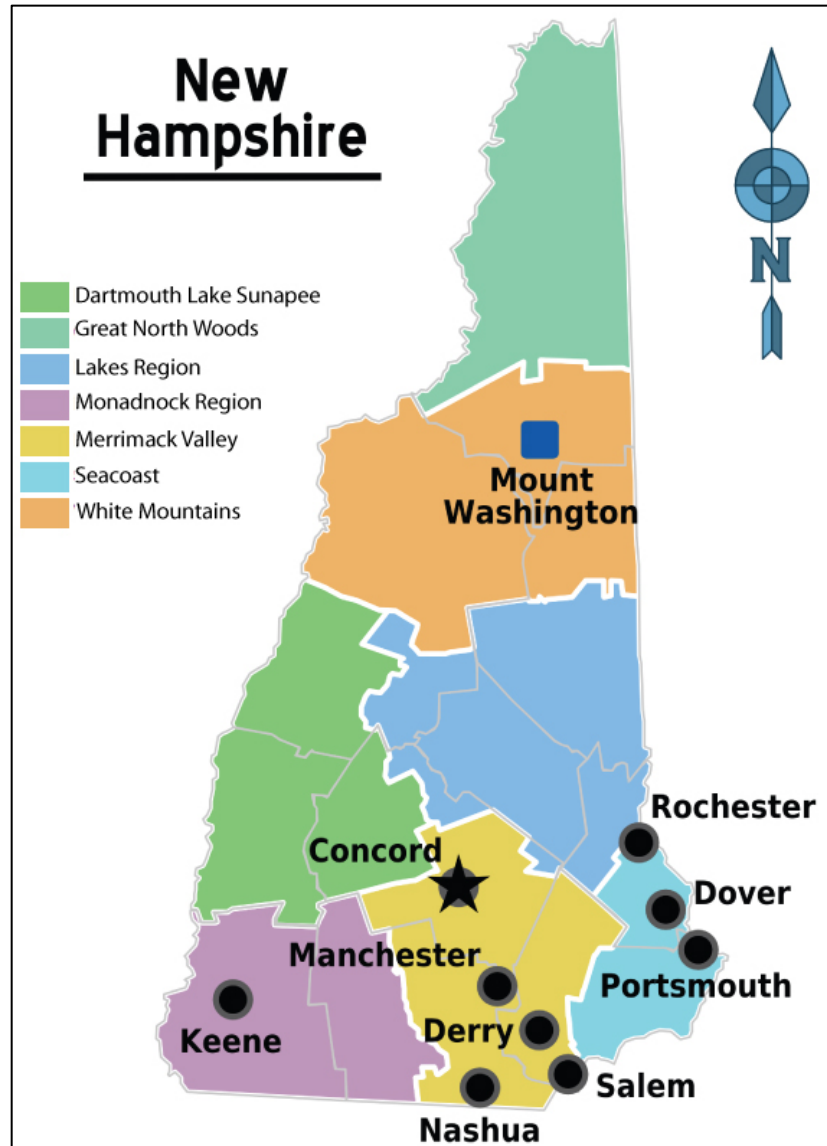 New
Hampshire
N
Dartmouth Lake Sunapee
Great North Woods
Lakes Region
Monadnock Region
Merrimack Valley
Seacoast
White Mountains
Mount
Washington
Rochester
Concord
Dover
Manchester
Portsmouth
Derry
Keene
Salem
Nashua